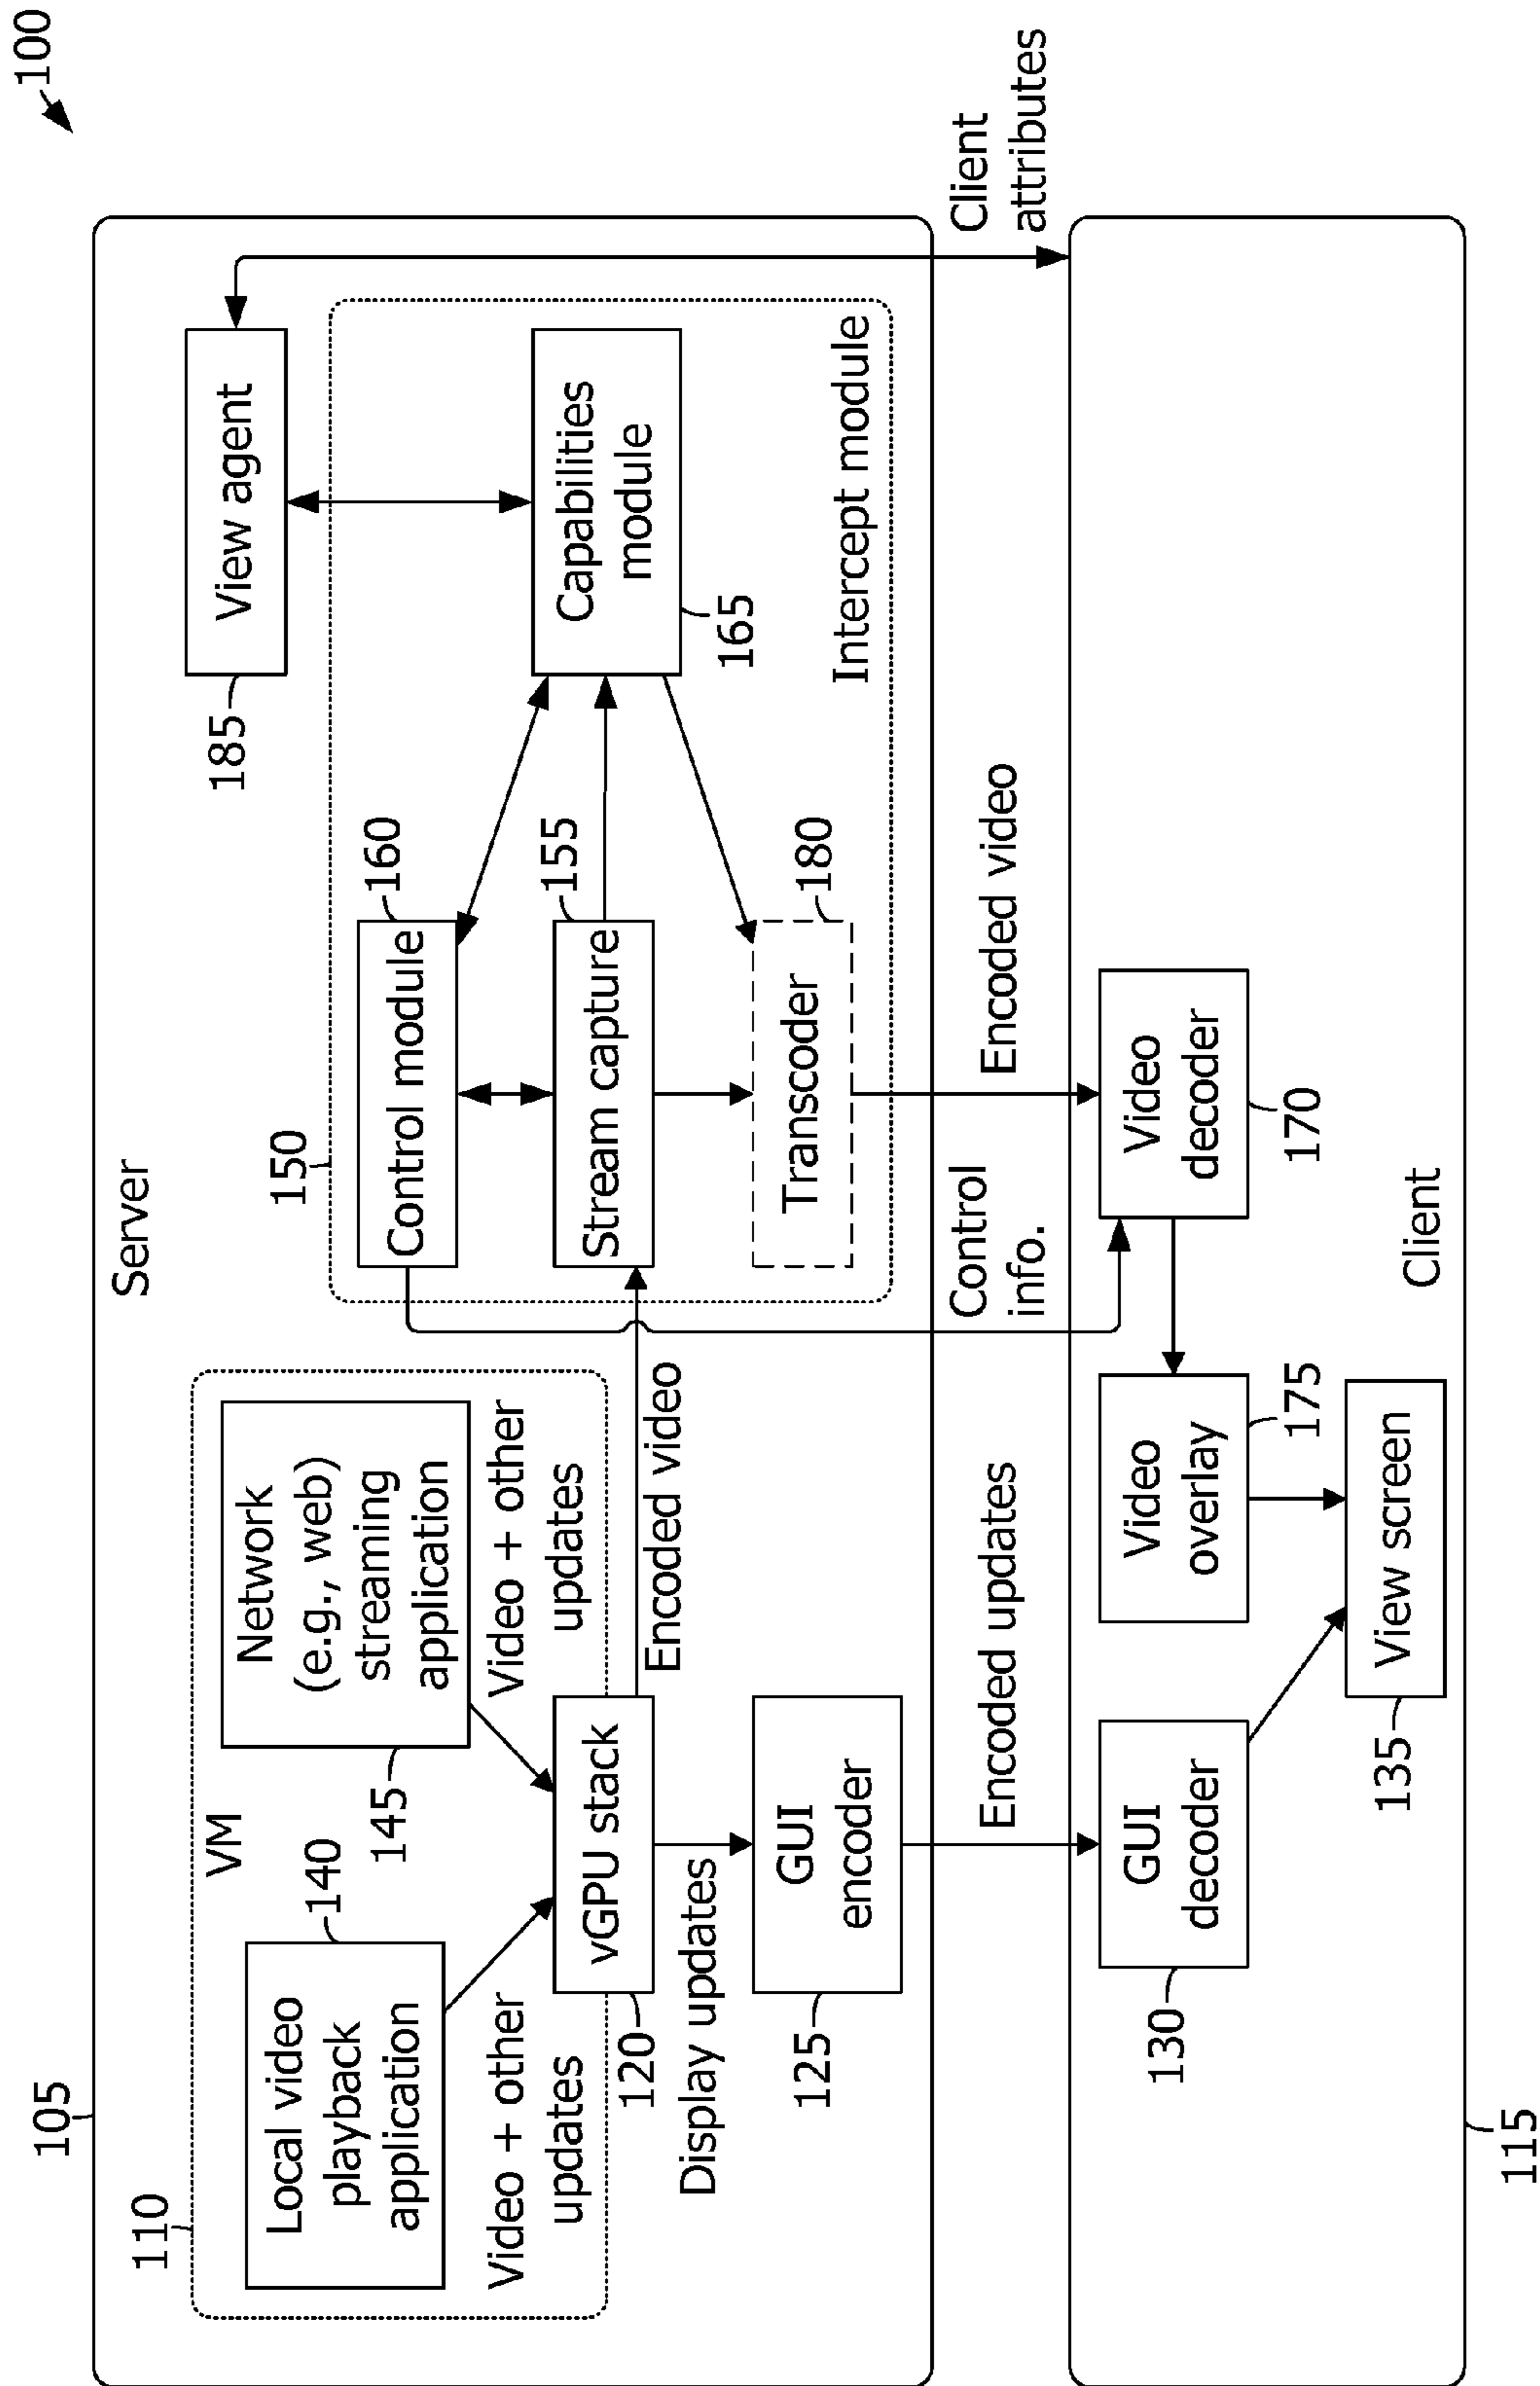 100
105
Server
110
VM
140
Local video
playback
application
145
Network
(e.g., web)
streaming
application
Video + other
updates
Video + other
updates
120
vGPU stack
Encoded video
Display updates
125
GUI
encoder
150
Control module
160
Stream capture
155
Transcoder
180
185
View agent
Capabilities
module
165
Intercept module
Encoded updates
Control
info.
Encoded video
Client
attributes
130
GUI
decoder
Video
overlay
175
Video
decoder
170
135
View screen
Client
115